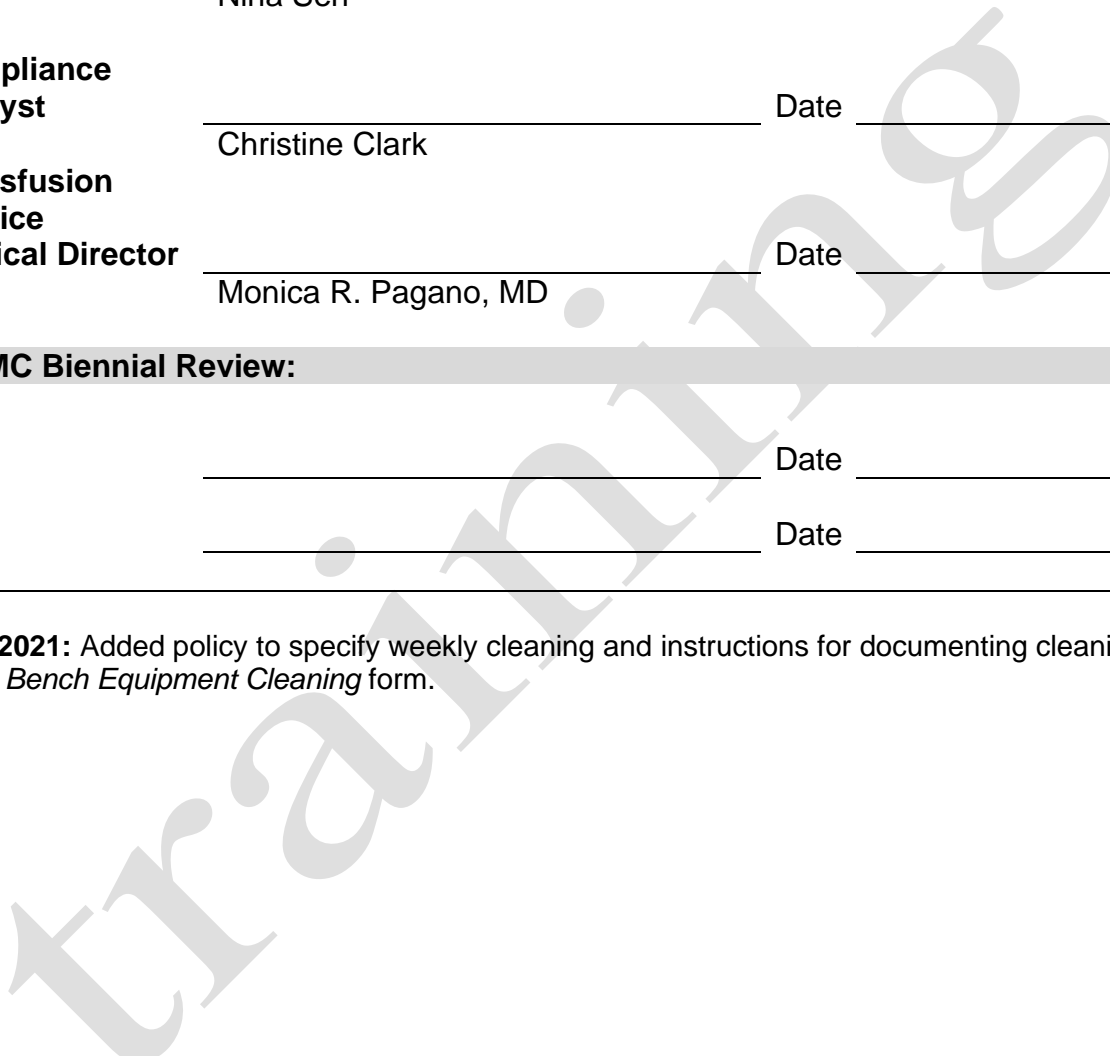 Nina Sen
pliance
yst Date
Christine Clark
sfusion
ice
ical Director Date
Monica R. Pagano, MD
MC Biennial Review:
Date
Date
2021: Added policy to specify weekly cleaning and instructions for documenting cleani
Bench Equipment Cleaning form.
training